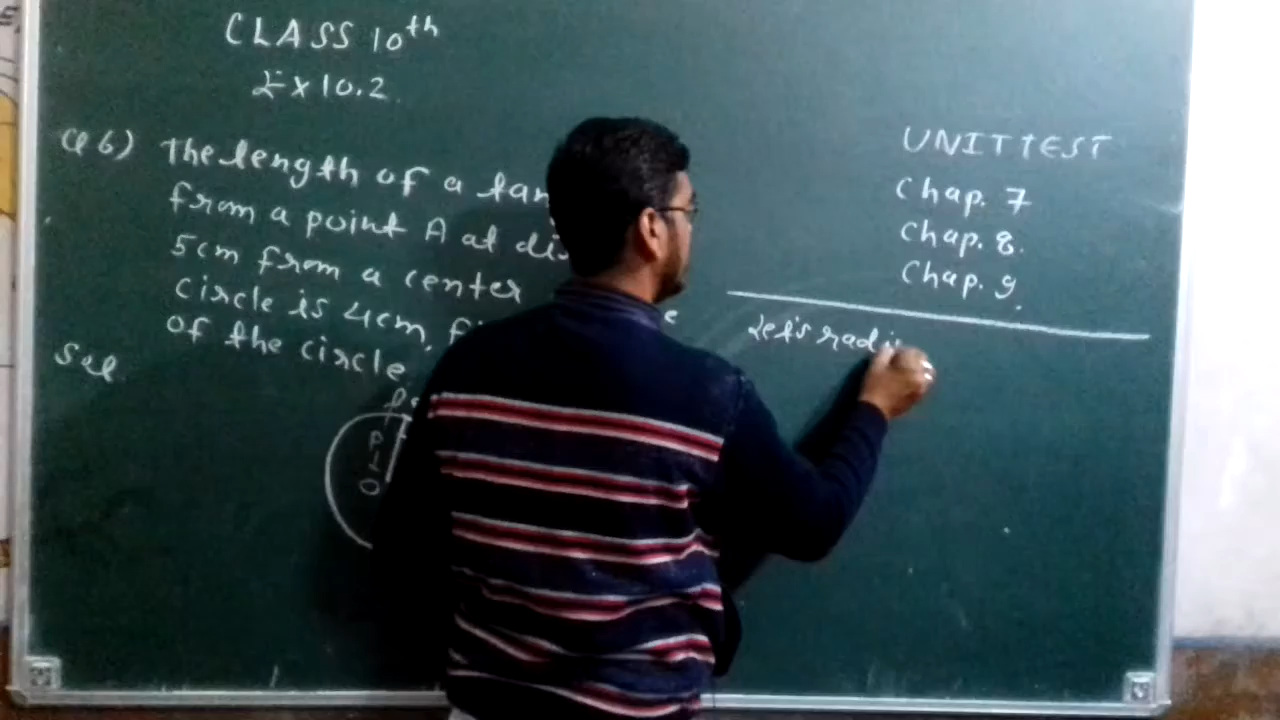 CLASS 10th
Ex 10.2
Q6) The length of a tan
from a point A at dis
5cm from a center
circle is 4cm. Fi e
of the circle
Sol
P
O
UNIT TEST
Chap. 7
Chap. 8.
Chap. 9.
Let's radi